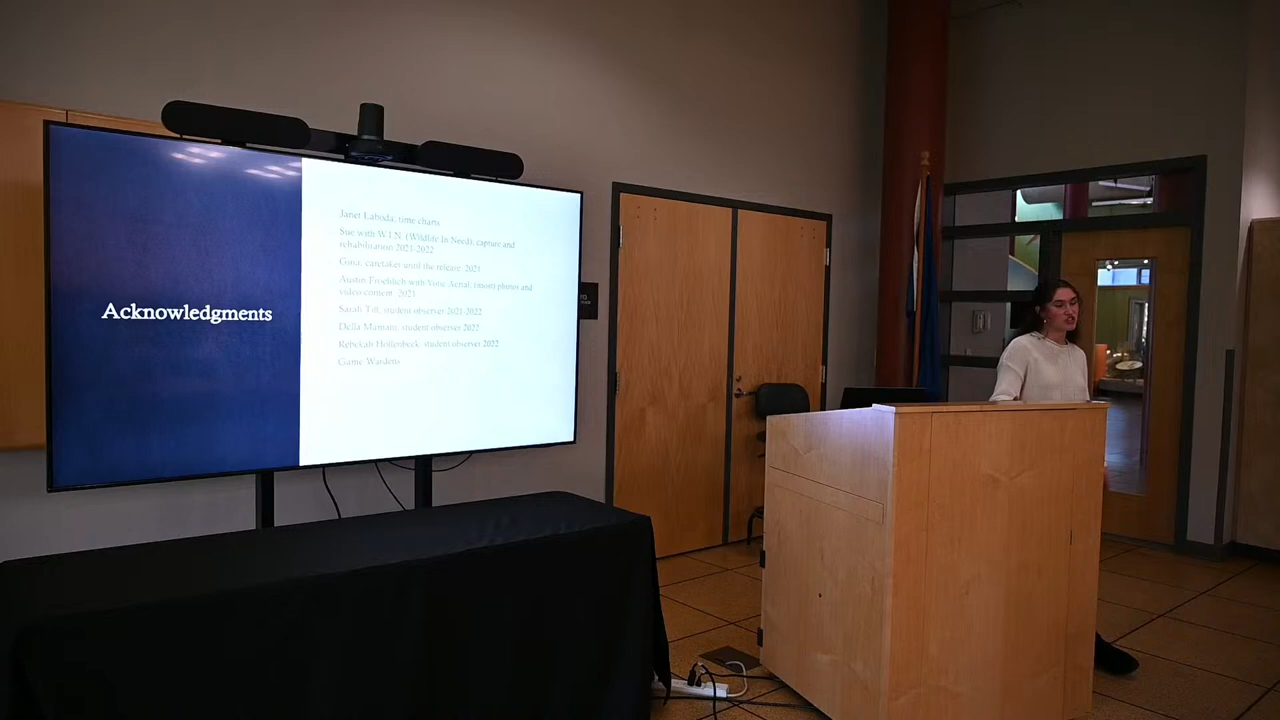 Acknowledgments
Janet Laboda, time charts
Sue with W.I.N. (Wildlife In Need), capture and
rehabilitation 2021-2022
Gina, caretaker until the release 2021
Austin Froehlich with Votic Aerial, (most photos and
video content 2021
Sarah Till, student observer 2021-2022
Della student observer 2022
Rebekah Hollenbeck, student observer 2022
Game Wardens